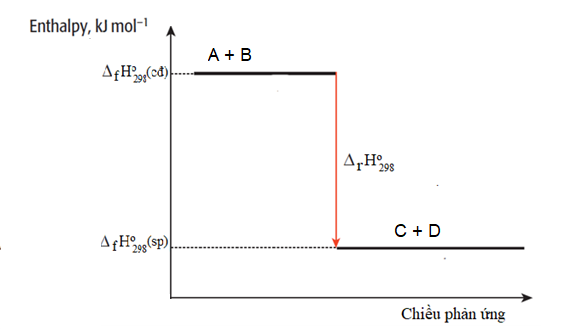 Enthalpy, kJ mol⁻¹
A + B
ΔfH°298(cđ)
ΔrH°298
C + D
ΔfH°298(sp)
Chiều phản ứng